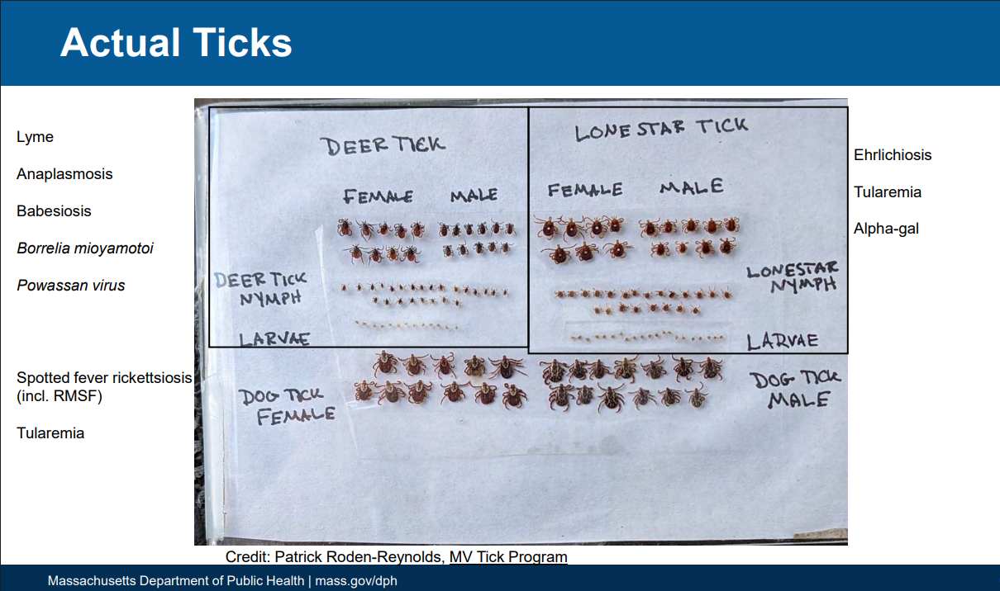 Actual Ticks
Lyme
Anaplasmosis
Babesiosis
Borrelia mioyamotoi
Powassan virus
Spotted fever rickettsiosis
(incl. RMSF)
Tularemia
DEER TICK
FEMALE MALE
DEER TICK
NYMPH
LARVAE
LONE STAR TICK
FEMALE MALE
LONESTAR
NYMPH
LARVAE
DOG TICK
FEMALE
DOG TICK
MALE
Ehrlichiosis
Tularemia
Alpha-gal
Credit: Patrick Roden-Reynolds, MV Tick Program
Massachusetts Department of Public Health | mass.gov/dph